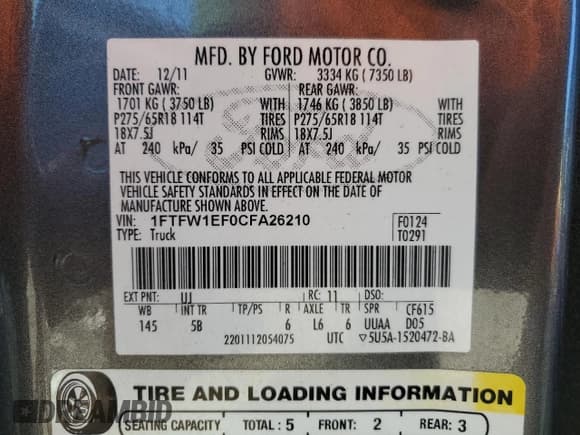 MFD. BY FORD MOTOR CO.
DATE: 12/11 GVWR: 3334 KG ( 7350 LB)
FRONT GAWR: REAR GAWR:
1701 KG ( 3750 LB) WITH 1746 KG ( 3850 LB) WITH
P275/65R18 114T TIRES P275/65R18 114T TIRES
18X7.5J RIMS 18X7.5J RIMS
AT 240 kPa/ 35 PSI COLD AT 240 kPa/ 35 PSI COLD
THIS VEHICLE CONFORMS TO ALL APPLICABLE FEDERAL MOTOR
VEHICLE SAFETY STANDARDS IN EFFECT ON THE DATE OF
MANUFACTURE SHOWN ABOVE.
VIN: 1FTFW1EF0CFA26210 F0124
TYPE: Truck T0291
EXT PNT: UJ RC: 11 DSO:
WB INT TR TP/PS R AXLE TR SPR CF615
145 5B 6 L6 6 UUAA D05
2201112054075 UTC ▽5U5A-1520472-BA
TIRE AND LOADING INFORMATION
SEATING CAPACITY TOTAL: 5 FRONT: 2 REAR: 3
DREAMBID